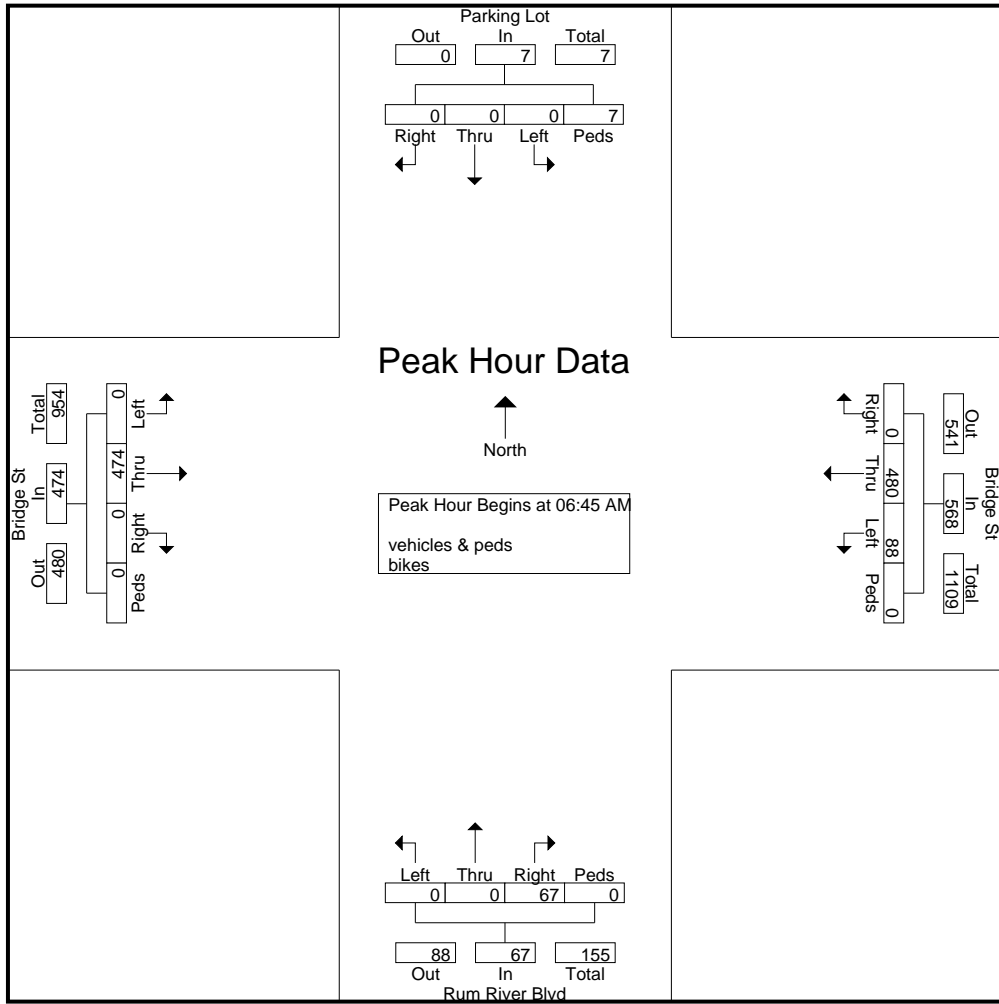 Parking Lot
Out In Total
0 7 7
0 0 0 7
Right Thru Left Peds
Peak Hour Data
North
Peak Hour Begins at 06:45 AM
vehicles & peds
bikes
Bridge St
Total In Out
954 474 480
0 474 0 0
Left Thru Right Peds
Bridge St
Out In Total
541 568 1109
0 480 88 0
Right Thru Left Peds
Left Thru Right Peds
0 0 67 0
88 67 155
Out In Total
Rum River Blvd